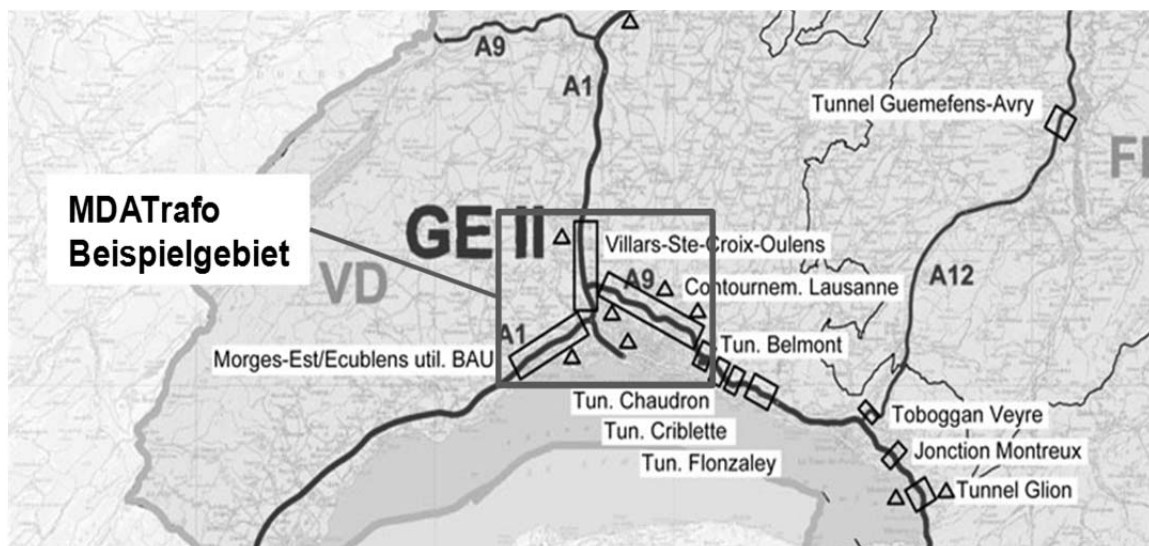 A9
A1
Tunnel Guemefens-Avry
MDATrafo
Beispielgebiet
GE II
VD
Villars-Ste-Croix-Oulens
A9
Contournem. Lausanne
A12
A1
Morges-Est/Ecublens util. BAU
Tun. Belmont
Tun. Chaudron
Toboggan Veyre
Tun. Criblette
Jonction Montreux
Tun. Flonzaley
Tunnel Glion